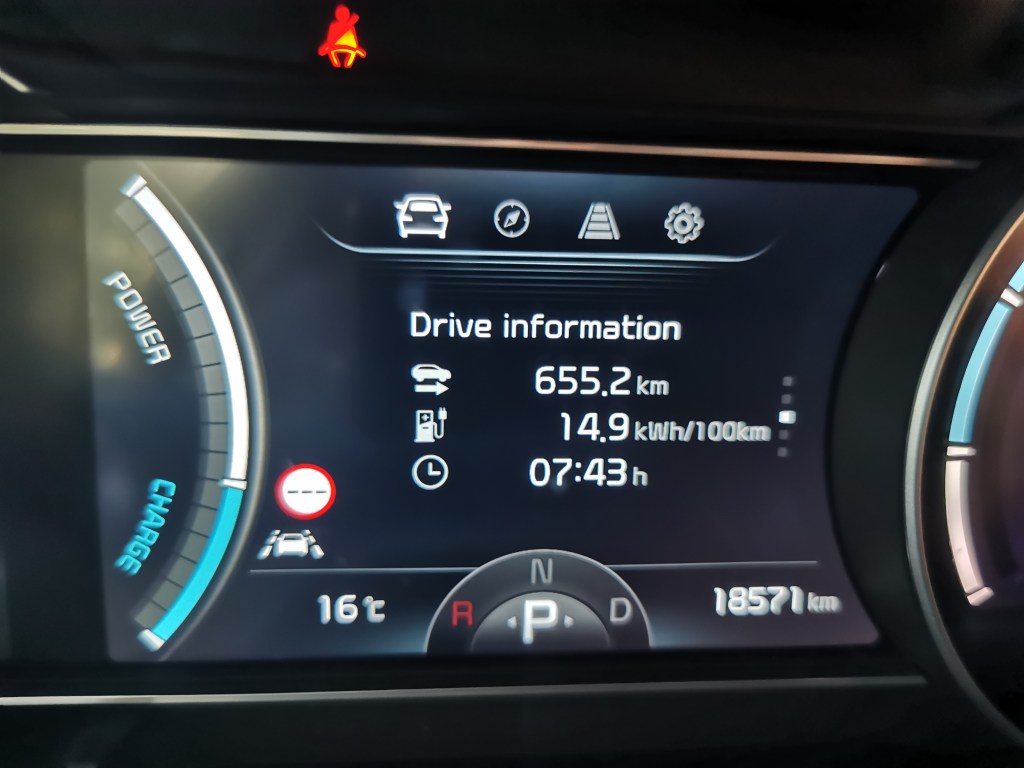 POWER
CHARGE
Drive information
655.2 km
14.9 kWh/100km
07:43 h
---
16 °C
N
R P D
18571 km